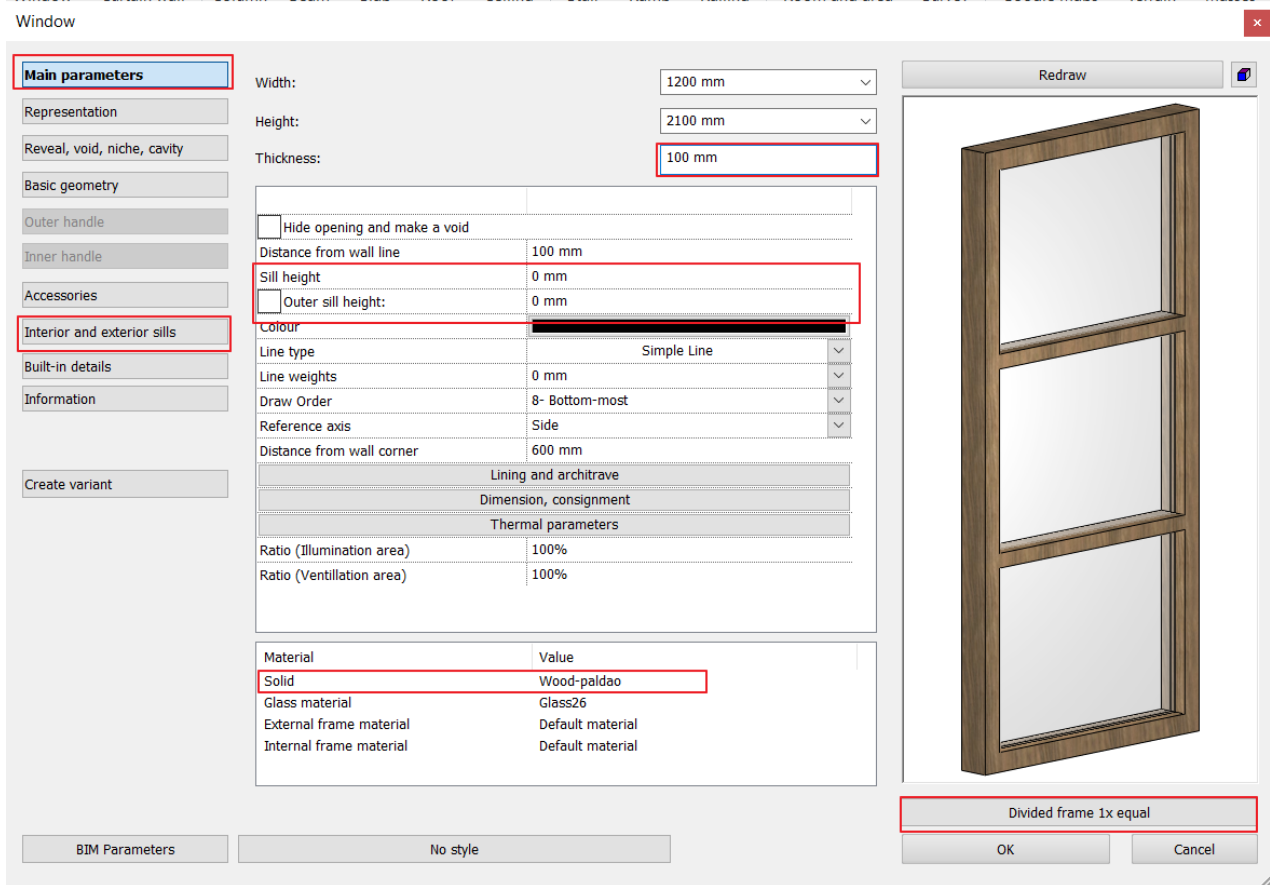 Window
Main parameters
Representation
Reveal, void, niche, cavity
Basic geometry
Outer handle
Inner handle
Accessories
Interior and exterior sills
Built-in details
Information
Create variant
Width: 1200 mm
Height: 2100 mm
Thickness: 100 mm
Hide opening and make a void
Distance from wall line 100 mm
Sill height 0 mm
Outer sill height: 0 mm
Colour
Line type Simple Line
Line weights 0 mm
Draw Order 8- Bottom-most
Reference axis Side
Distance from wall corner 600 mm
Lining and architrave
Dimension, consignment
Thermal parameters
Ratio (Illumination area) 100%
Ratio (Ventillation area) 100%
Material Value
Solid Wood-paldao
Glass material Glass26
External frame material Default material
Internal frame material Default material
Redraw
Divided frame 1x equal
BIM Parameters No style OK Cancel